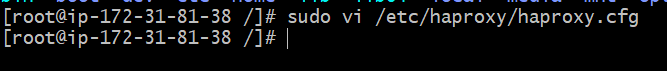 [root@ip-172-31-81-38 /]# sudo vi /etc/haproxy/haproxy.cfg
[root@ip-172-31-81-38 /]#